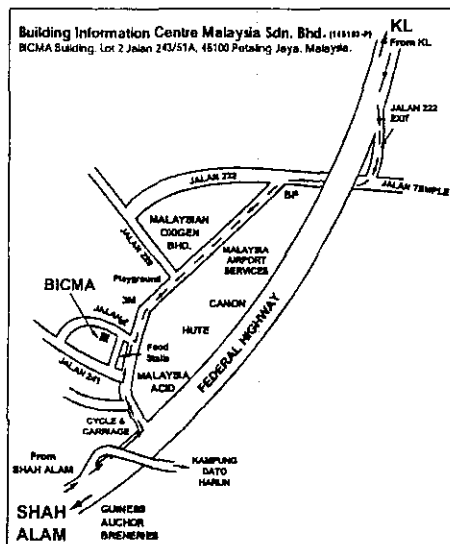 Building Information Centre Malaysia Sdn. Bhd.
BICMA Building, Lot 2 Jalan 243/51A, 46100 Petaling Jaya, Malaysia.
KL
From KL
JALAN 222
EXIT
JALAN 222
JALAN TEMPLE
BP
MALAYSIAN
OXIGEN
BHD.
JALAN 225
MALAYSIA
AIRPORT
SERVICES
Playground
3M
CANON
BICMA
HUTE
FEDERAL HIGHWAY
Food
Stalls
JALAN 241
MALAYSIA
ACID
CYCLE &
CARRIAGE
From
SHAH ALAM
KAMPUNG
DATO
HARUN
SHAH
ALAM
GUINESS
AUCHOR
BRENERIES